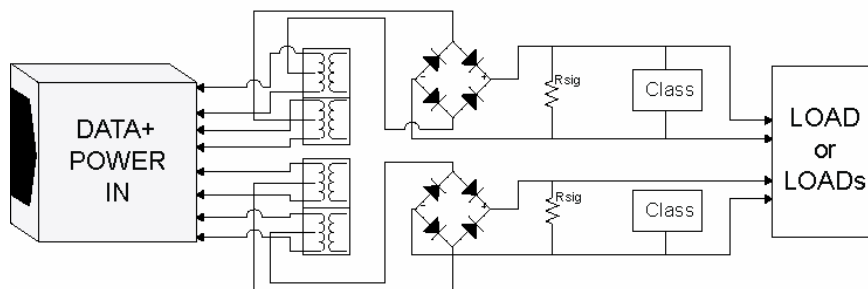 DATA+
POWER
IN
- +
Rsig
Class
- +
Rsig
Class
LOAD
or
LOADs